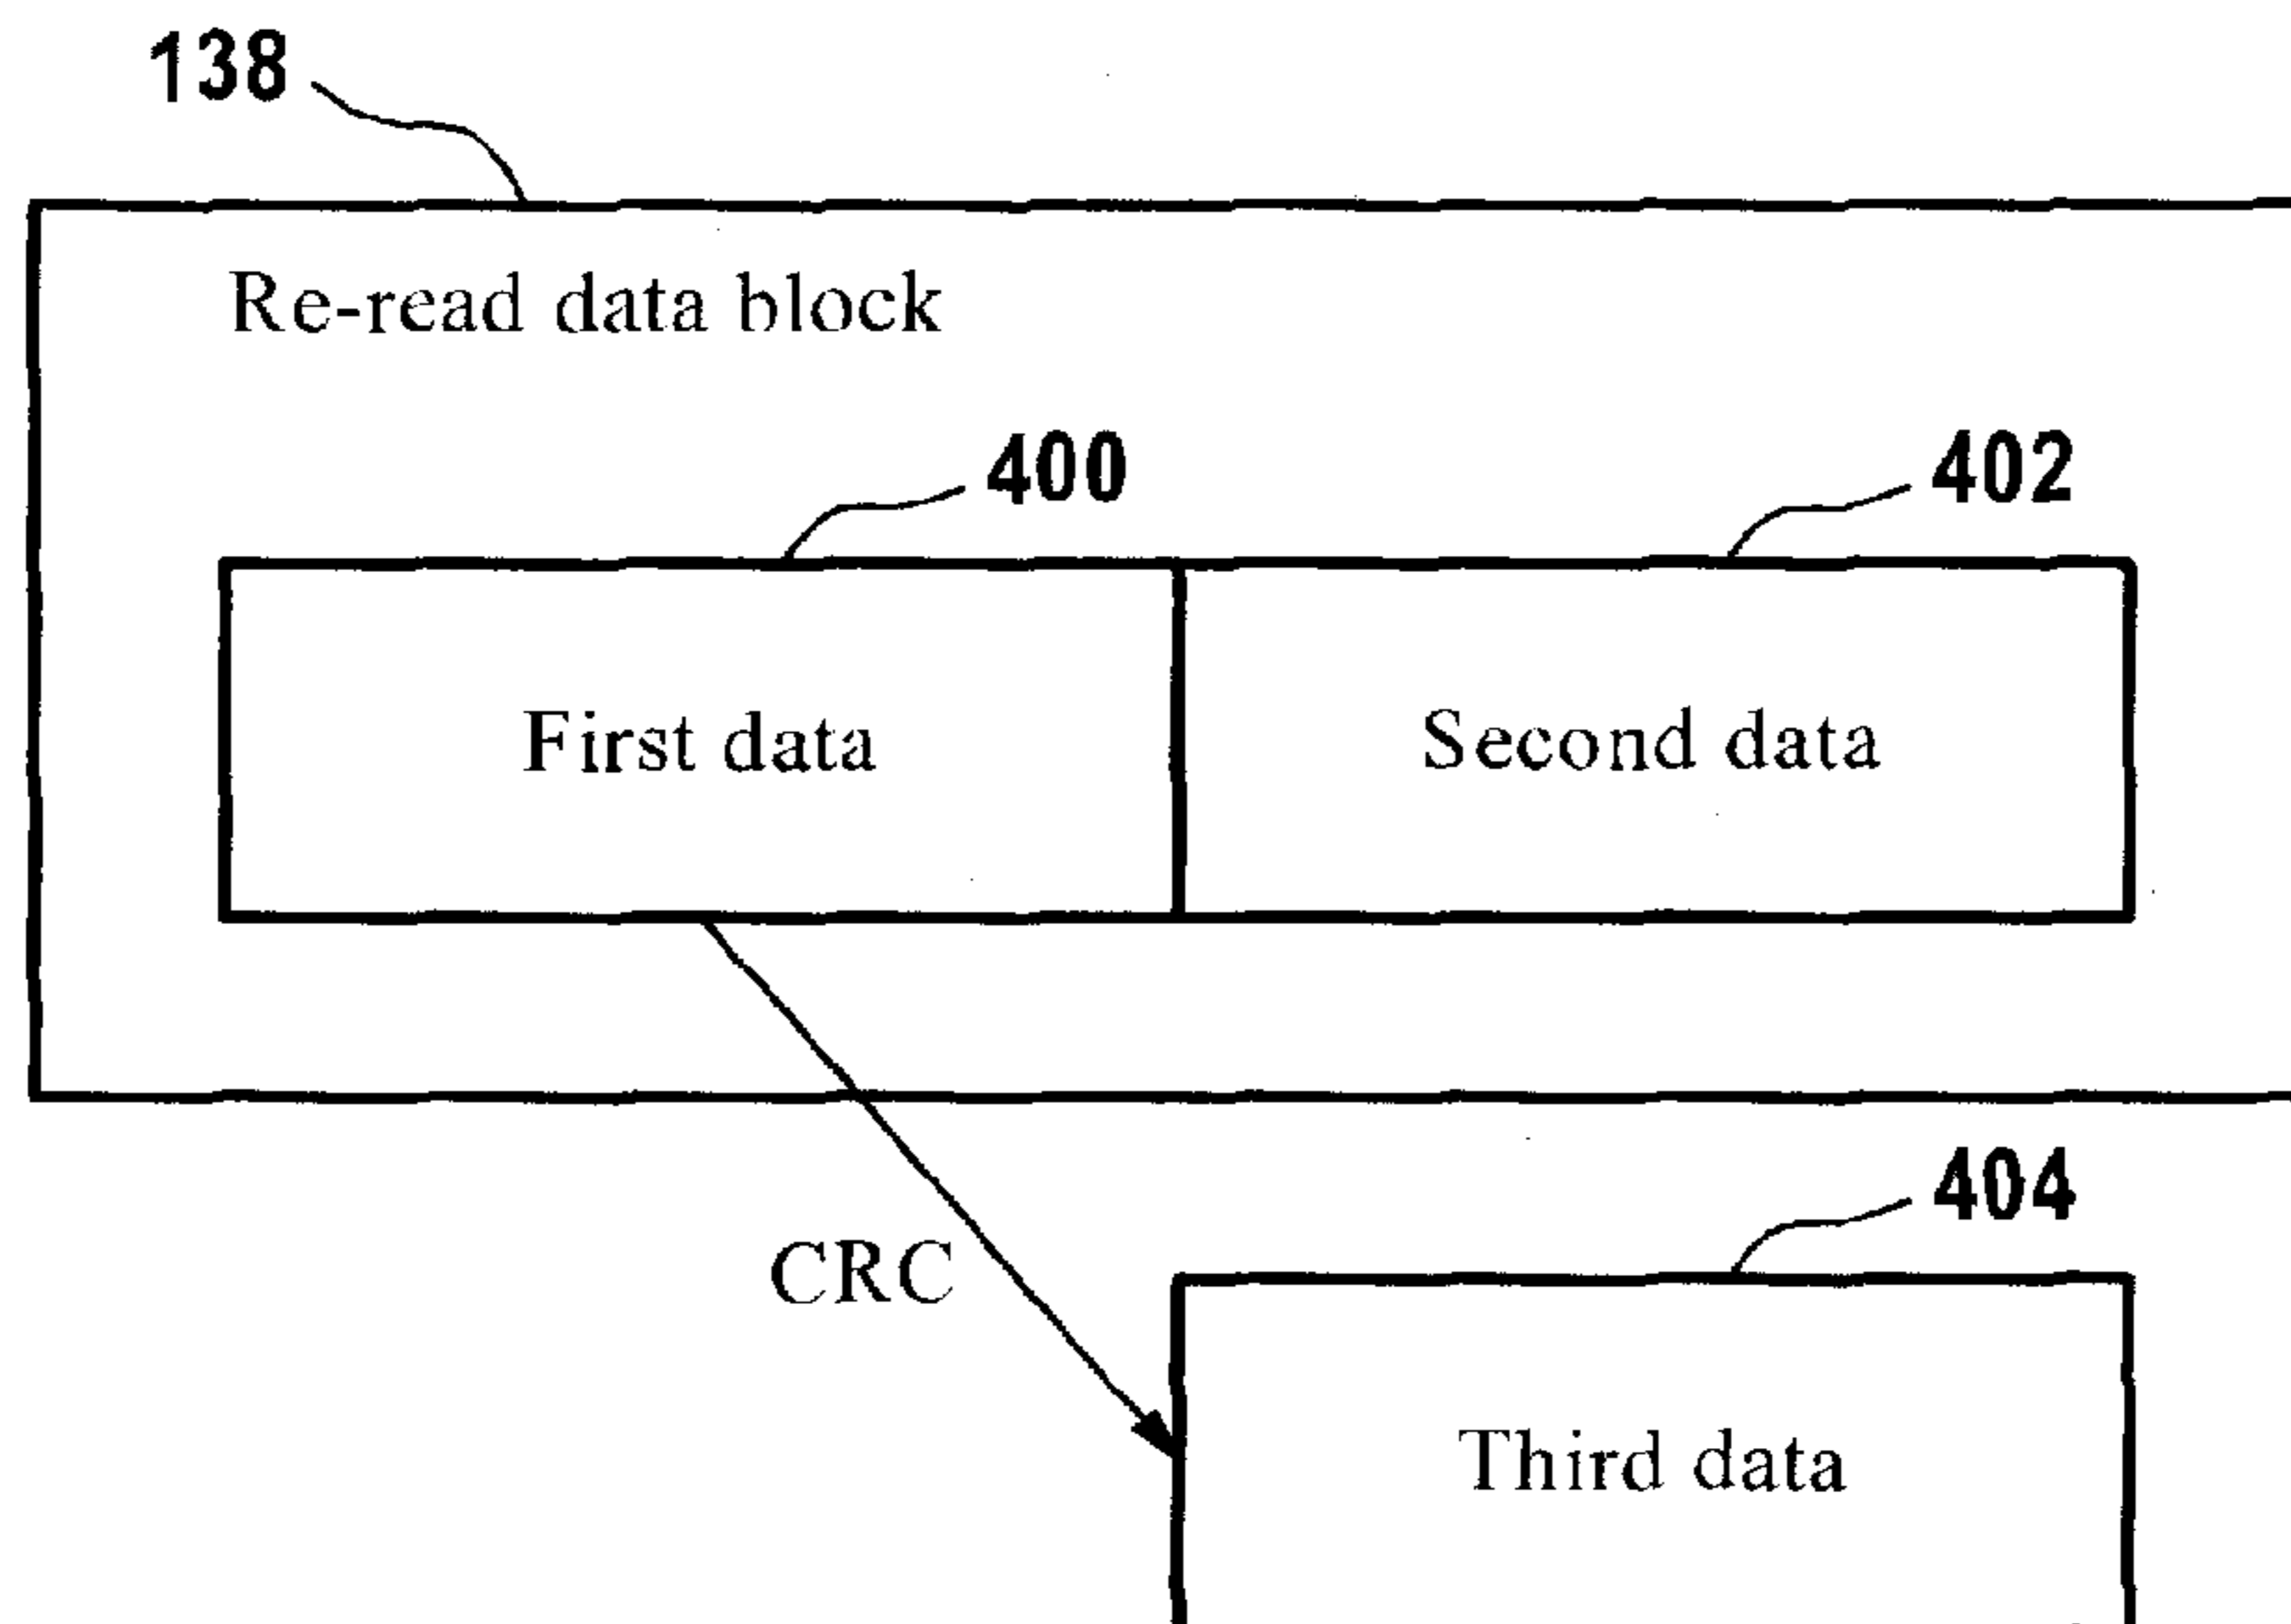 138
Re-read data block
400
402
First data
Second data
404
CRC
Third data